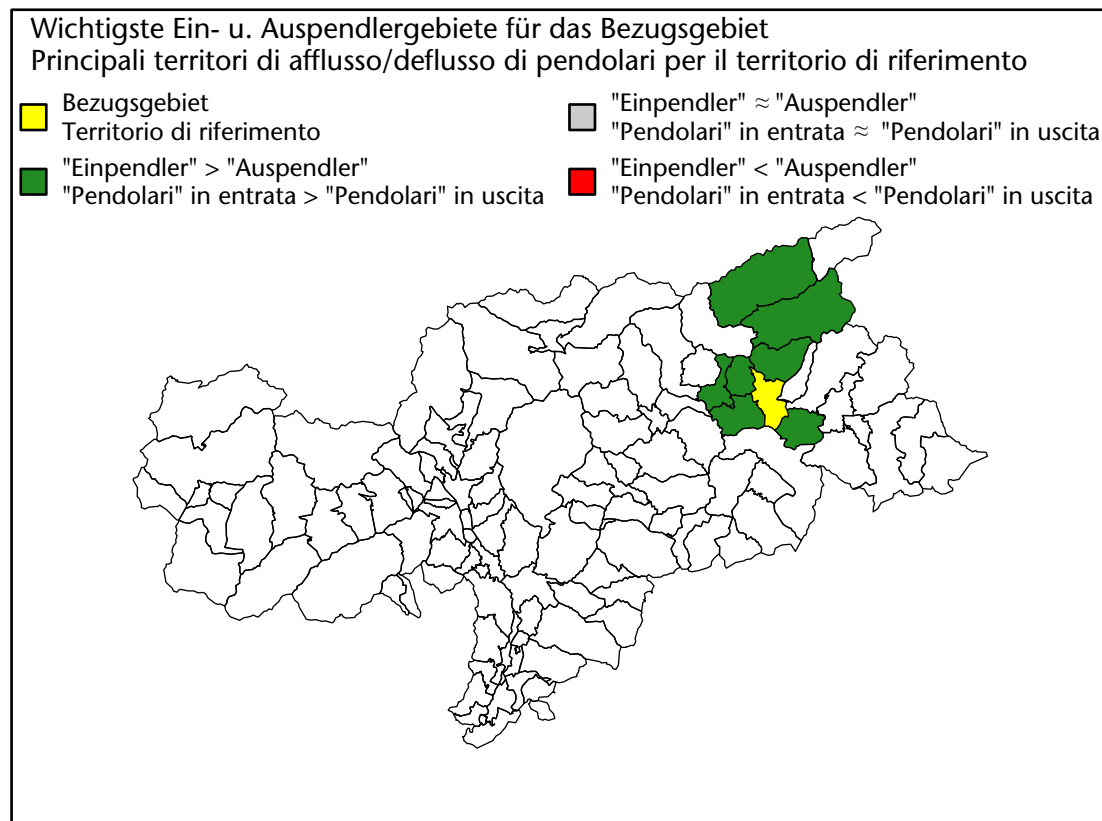 Wichtigste Ein- u. Auspendlergebiete für das Bezugsgebiet
Principali territori di afflusso/deflusso di pendolari per il territorio di riferimento
Bezugsgebiet
Territorio di riferimento
"Einpendler" > "Auspendler"
"Pendolari" in entrata > "Pendolari" in uscita
"Einpendler" ≈ "Auspendler"
"Pendolari" in entrata ≈ "Pendolari" in uscita
"Einpendler" < "Auspendler"
"Pendolari" in entrata < "Pendolari" in uscita